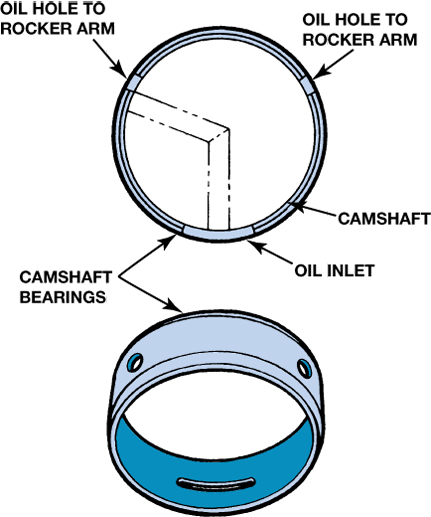 OIL HOLE TO
ROCKER ARM
OIL HOLE TO
ROCKER ARM
CAMSHAFT
OIL INLET
CAMSHAFT
BEARINGS